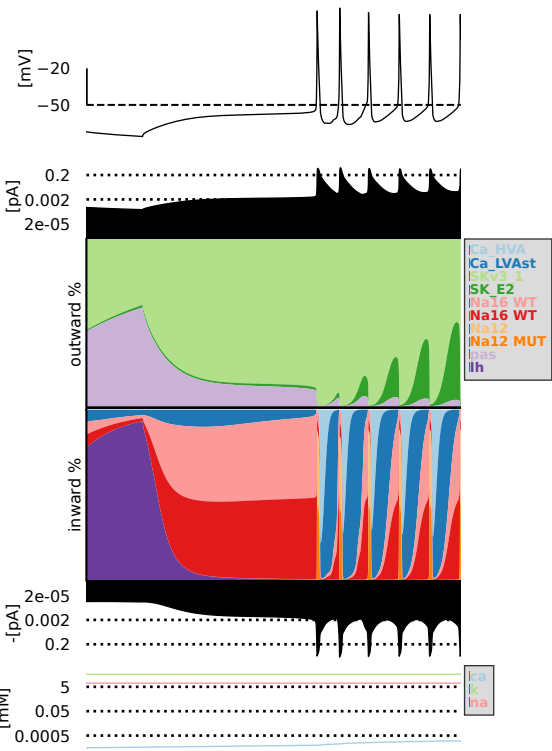 [mV]
−20
−50
[pA]
0.2
0.002
2e-05
outward %
Ca_HVA
Ca_LVAst
SKv3_1
SK_E2
Na16 WT
Na16 WT
Na12
Na12 MUT
pas
Ih
inward %
-[pA]
2e-05
0.002
0.2
[mM]
5
0.05
0.0005
ca
k
na